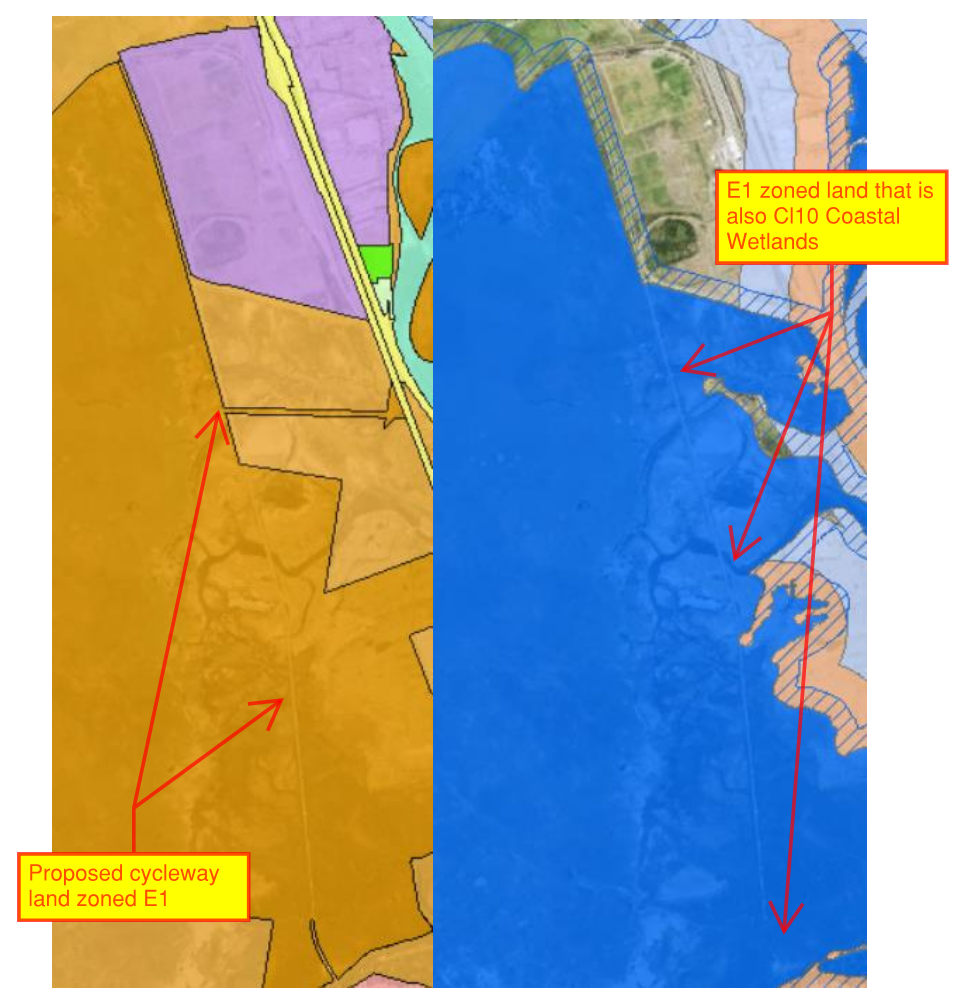 E1 zoned land that is
also Cl10 Coastal
Wetlands
Proposed cycleway
land zoned E1